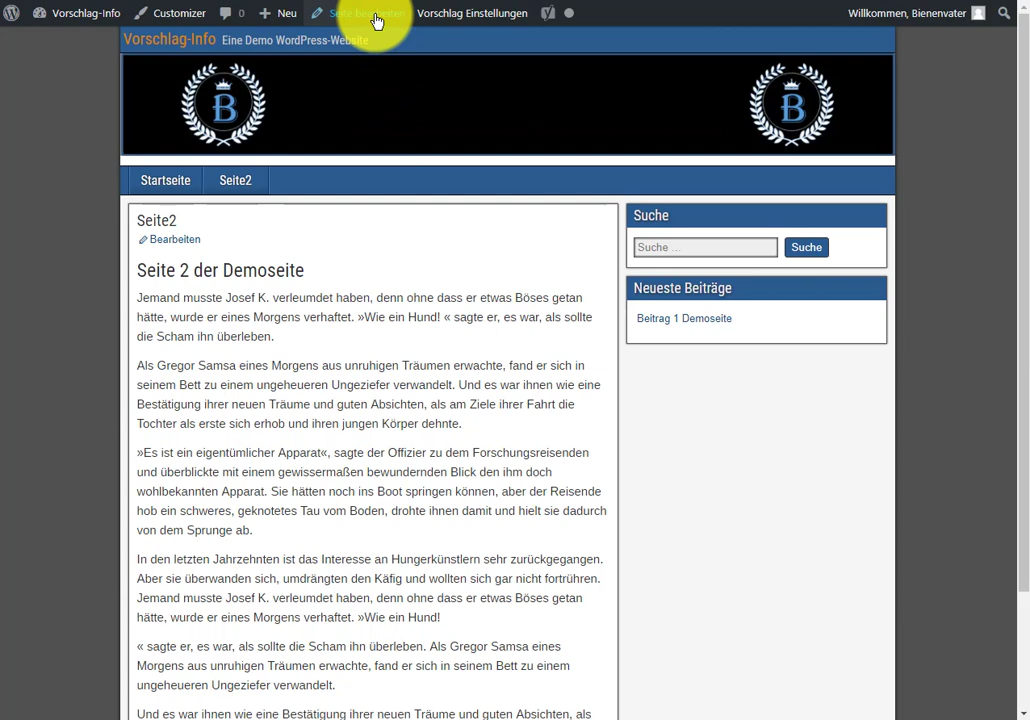 Vorschlag-Info Customizer 0 Neu Seite bearbeiten Vorschlag Einstellungen Willkommen, Bienenvater
Vorschlag-Info Eine Demo WordPress-Website
B B
Startseite Seite2
Seite2
Bearbeiten
Seite 2 der Demoseite
Jemand musste Josef K. verleumdet haben, denn ohne dass er etwas Böses getan
hätte, wurde er eines Morgens verhaftet. »Wie ein Hund! « sagte er, es war, als sollte
die Scham ihn überleben.
Als Gregor Samsa eines Morgens aus unruhigen Träumen erwachte, fand er sich in
seinem Bett zu einem ungeheueren Ungeziefer verwandelt. Und es war ihnen wie eine
Bestätigung ihrer neuen Träume und guten Absichten, als am Ziele ihrer Fahrt die
Tochter als erste sich erhob und ihren jungen Körper dehnte.
»Es ist ein eigentümlicher Apparat«, sagte der Offizier zu dem Forschungsreisenden
und überblickte mit einem gewissermaßen bewundernden Blick den ihm doch
wohlbekannten Apparat. Sie hätten noch ins Boot springen können, aber der Reisende
hob ein schweres, geknotetes Tau vom Boden, drohte ihnen damit und hielt sie dadurch
von dem Sprunge ab.
In den letzten Jahrzehnten ist das Interesse an Hungerkünstlern sehr zurückgegangen.
Aber sie überwanden sich, umdrängten den Käfig und wollten sich gar nicht fortrühren.
Jemand musste Josef K. verleumdet haben, denn ohne dass er etwas Böses getan
hätte, wurde er eines Morgens verhaftet. »Wie ein Hund!
« sagte er, es war, als sollte die Scham ihn überleben. Als Gregor Samsa eines
Morgens aus unruhigen Träumen erwachte, fand er sich in seinem Bett zu einem
ungeheueren Ungeziefer verwandelt.
Und es war ihnen wie eine Bestätigung ihrer neuen Träume und guten Absichten, als
Suche
Suche … Suche
Neueste Beiträge
Beitrag 1 Demoseite